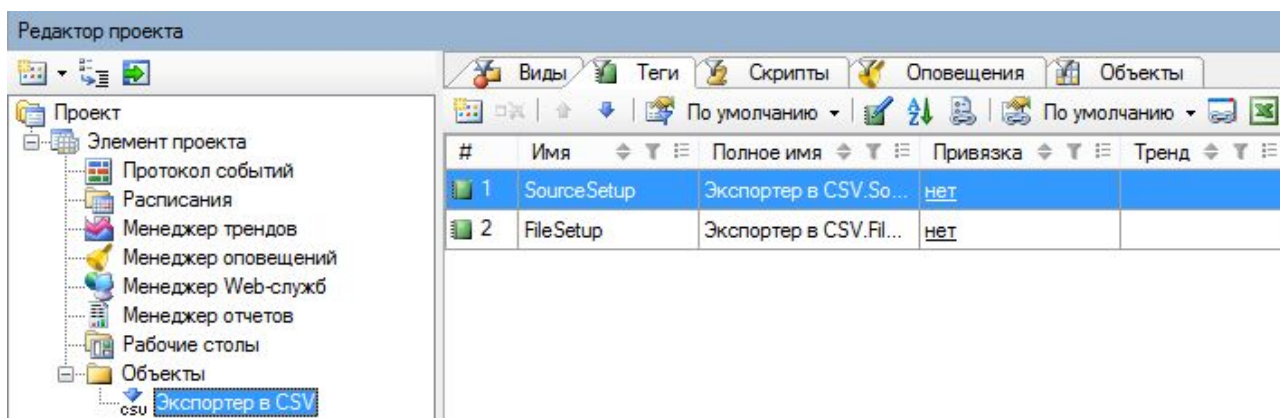 Редактор проекта
Виды Теги Скрипты Оповещения Объекты
По умолчанию По умолчанию
Проект
Элемент проекта
Протокол событий
Расписания
Менеджер трендов
Менеджер оповещений
Менеджер Web-служб
Менеджер отчетов
Рабочие столы
Объекты
csv Экспортер в CSV
# Имя Полное имя Привязка Тренд
1 SourceSetup Экспортер в CSV.So... нет
2 FileSetup Экспортер в CSV.Fil... нет